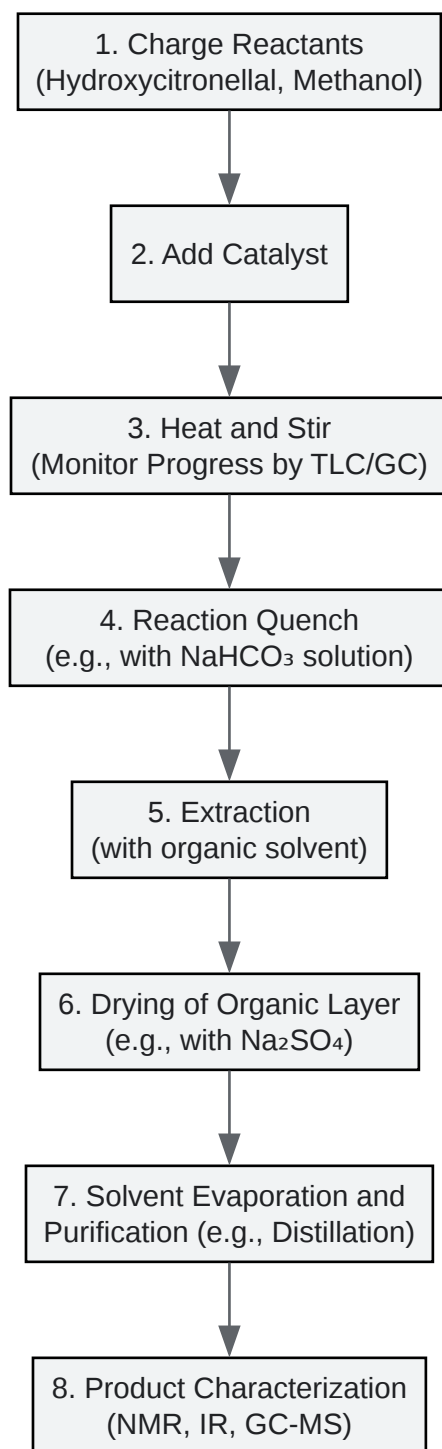 1. Charge Reactants
(Hydroxycitronellal, Methanol)
2. Add Catalyst
3. Heat and Stir
(Monitor Progress by TLC/GC)
4. Reaction Quench
(e.g., with NaHCO₃ solution)
5. Extraction
(with organic solvent)
6. Drying of Organic Layer
(e.g., with Na₂SO₄)
7. Solvent Evaporation and
Purification (e.g., Distillation)
8. Product Characterization
(NMR, IR, GC-MS)